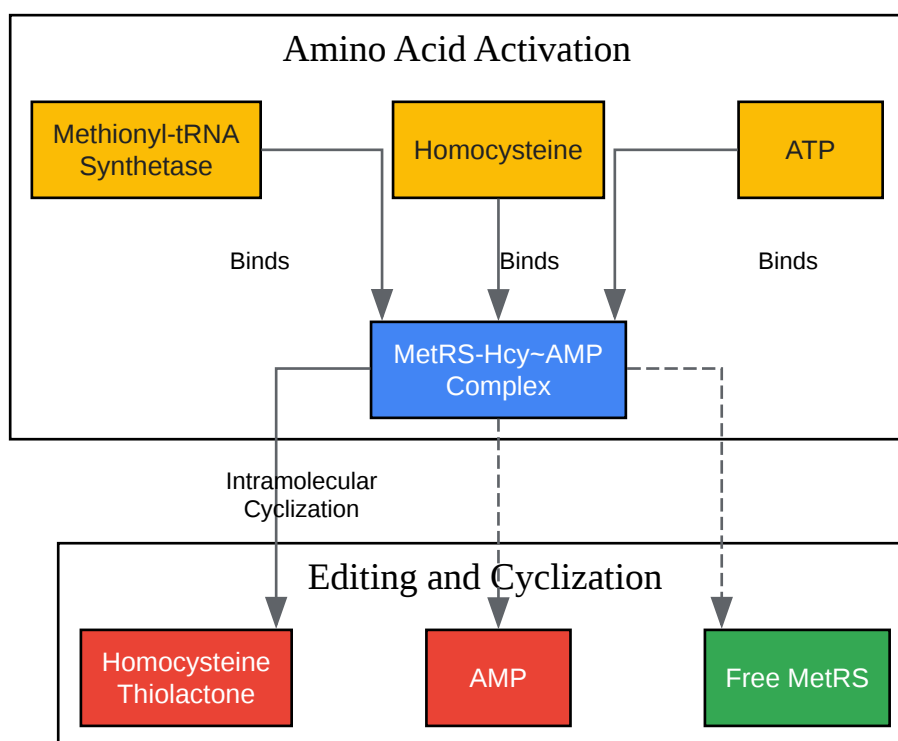 Amino Acid Activation
Methionyl-tRNA
Synthetase
Homocysteine
ATP
Binds
Binds
Binds
MetRS-Hcy~AMP
Complex
Intramolecular
Cyclization
Editing and Cyclization
Homocysteine
Thiolactone
AMP
Free MetRS